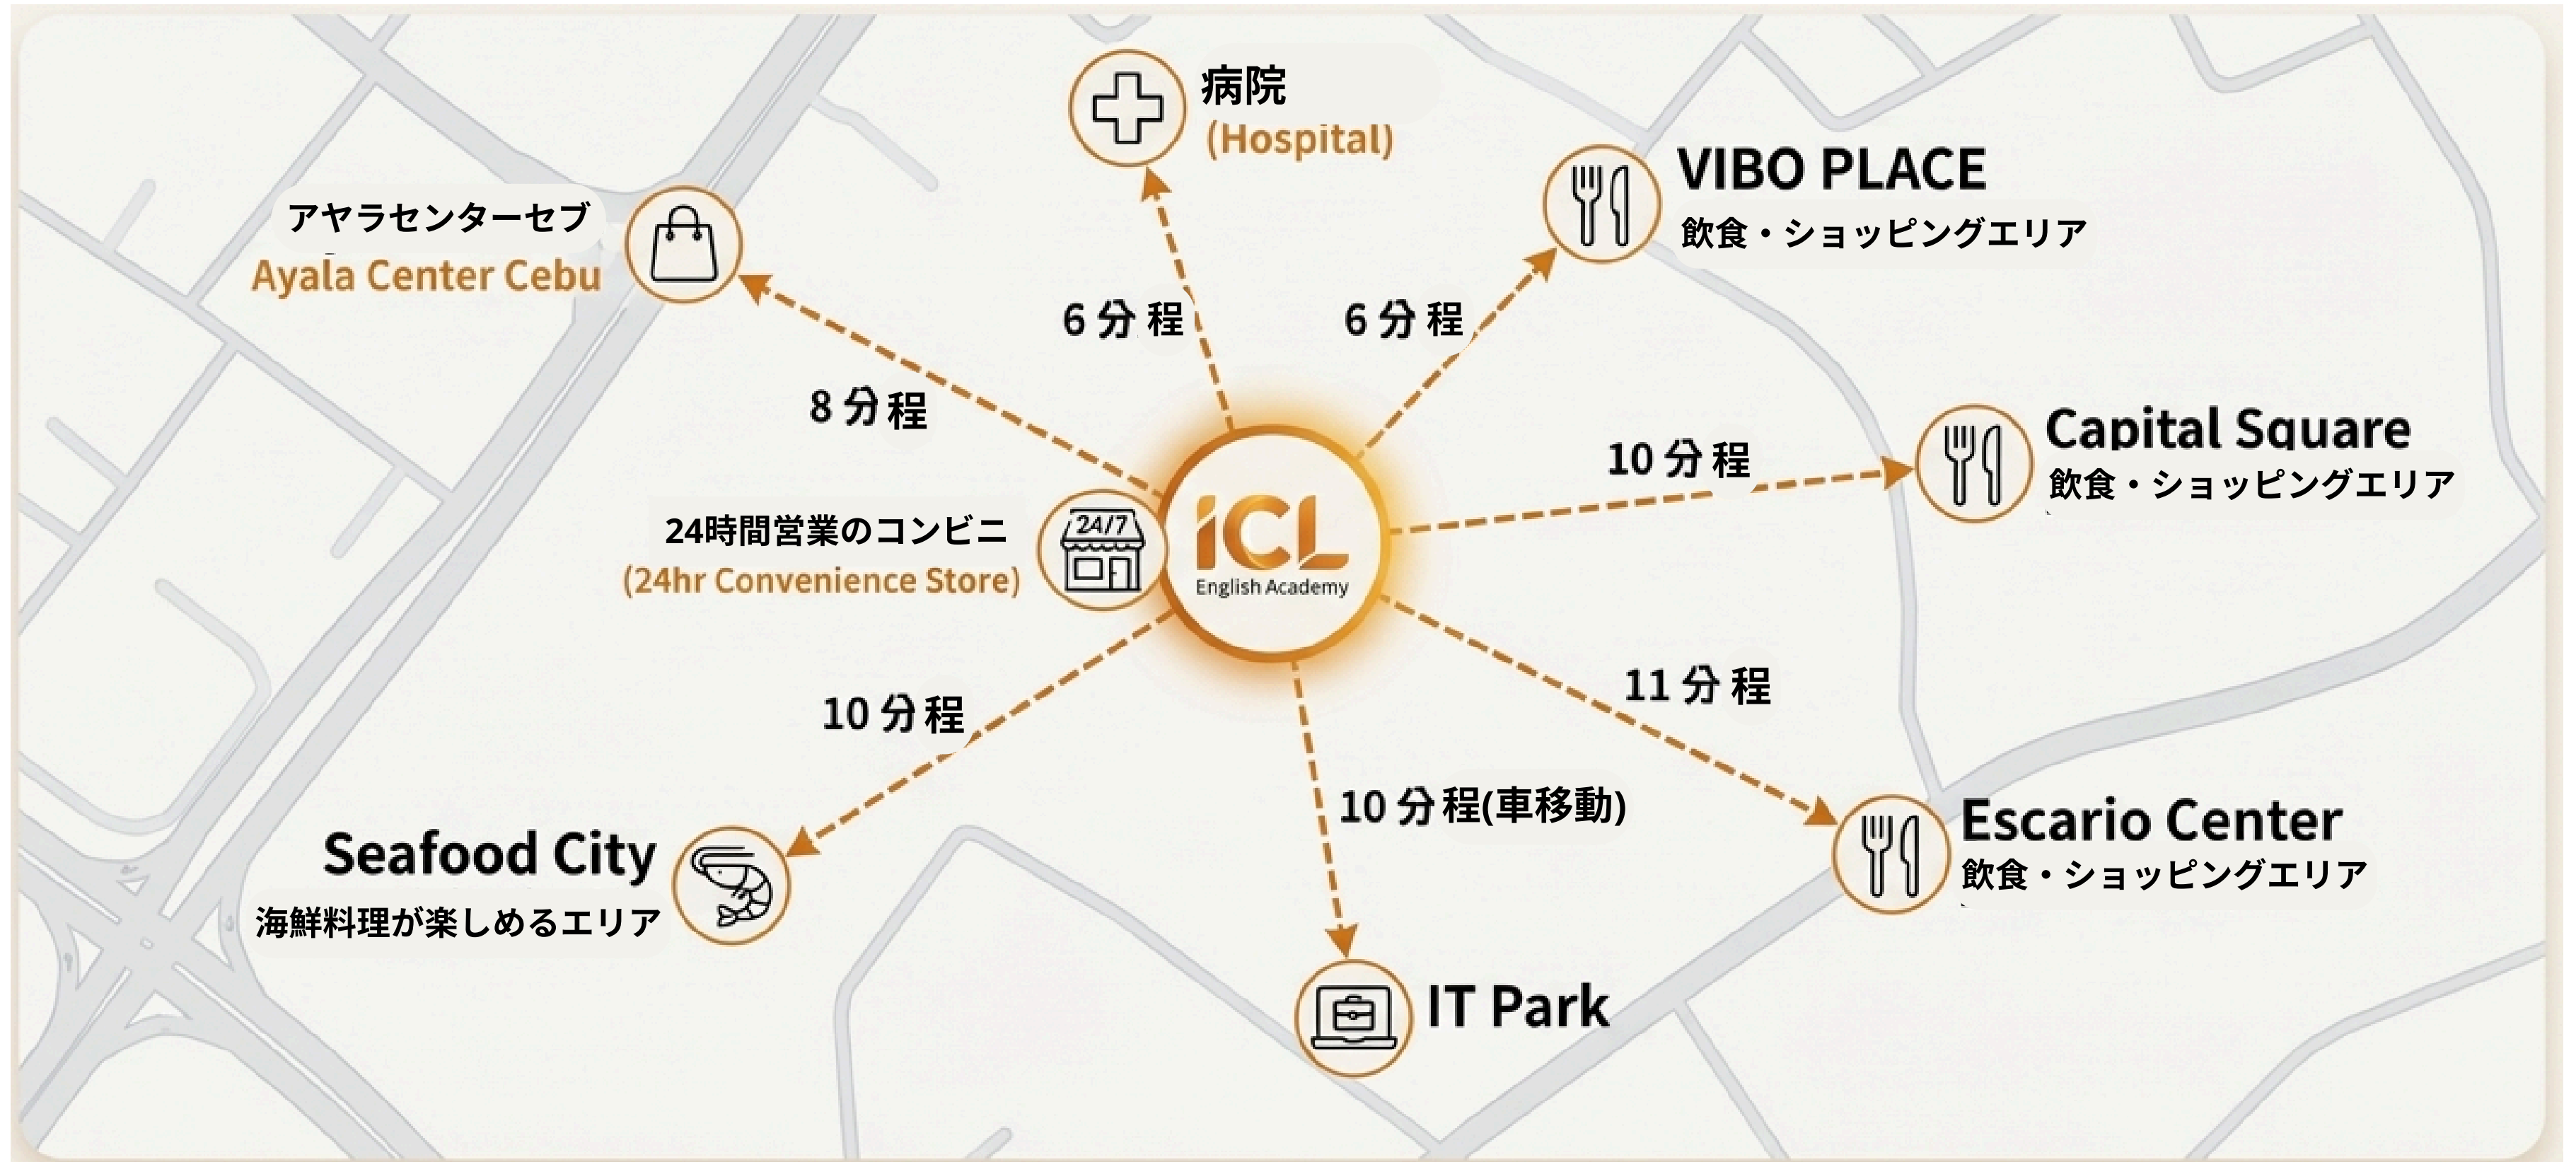 病院
(Hospital)
VIBO PLACE
飲食・ショッピングエリア
アヤラセンターセブ
Ayala Center Cebu
6 分 程
6 分 程
8 分程
Capital Square
飲食・ショッピングエリア
10 分 程
24時間営業のコンビニ
(24hr Convenience Store)
24/7
ICL
English Academy
11 分 程
10 分程
10 分程(車移動)
Seafood City
海鮮料理が楽しめるエリア
Escario Center
飲食・ショッピングエリア
IT Park